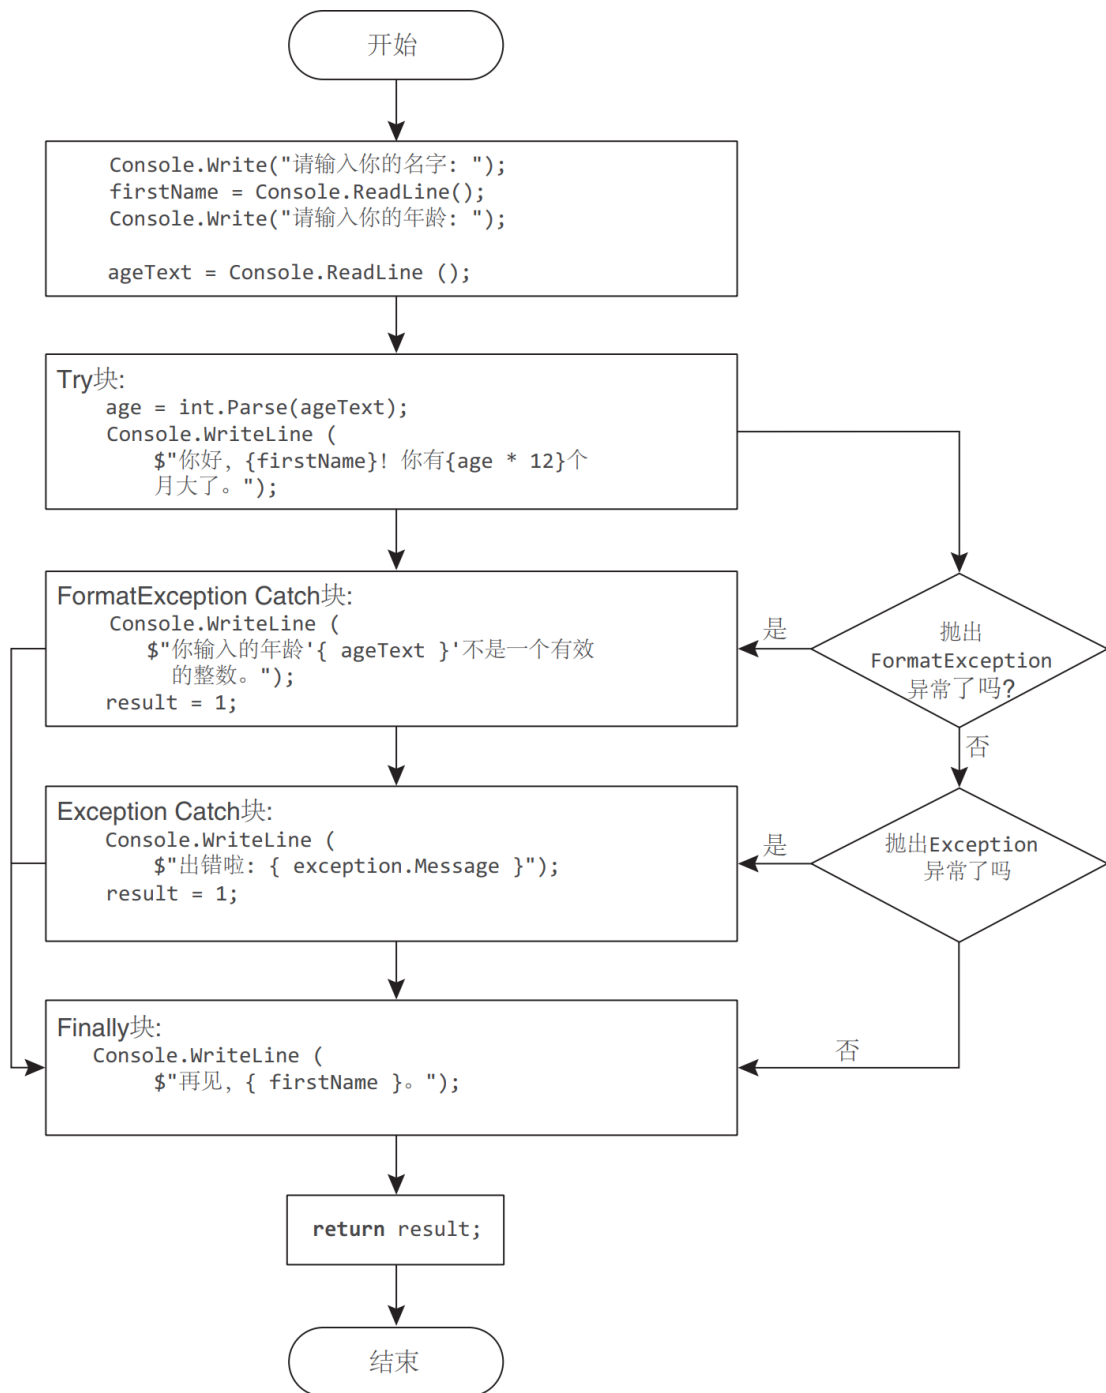 开始
Console.Write("请输入你的名字: ");
firstName = Console.ReadLine();
Console.Write("请输入你的年龄: ");
ageText = Console.ReadLine ();
Try块:
age = int.Parse(ageText);
Console.WriteLine (
$"你好, {firstName}! 你有{age * 12}个
月大了。");
FormatException Catch块:
Console.WriteLine (
$"你输入的年龄'{ ageText }'不是一个有效
的整数。");
result = 1;
是
抛出
FormatException
异常了吗?
否
Exception Catch块:
Console.WriteLine (
$"出错啦: { exception.Message }");
result = 1;
是
抛出Exception
异常了吗
Finally块:
Console.WriteLine (
$"再见, { firstName }。");
否
return result;
结束